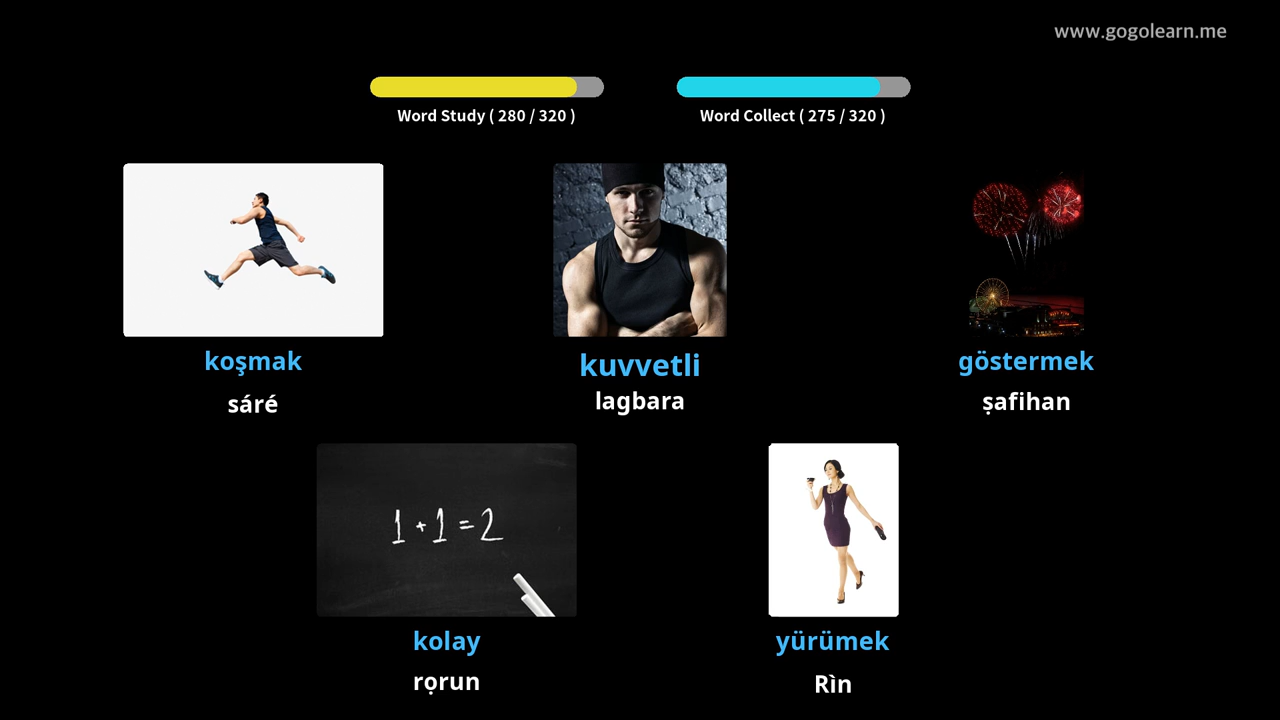 www.gogolearn.me
Word Study ( 280 / 320 )
Word Collect ( 275 / 320 )
koşmak
sáré
kuvvetli
lagbara
göstermek
ṣafihan
1 + 1 = 2
kolay
rọrun
yürümek
Rìn